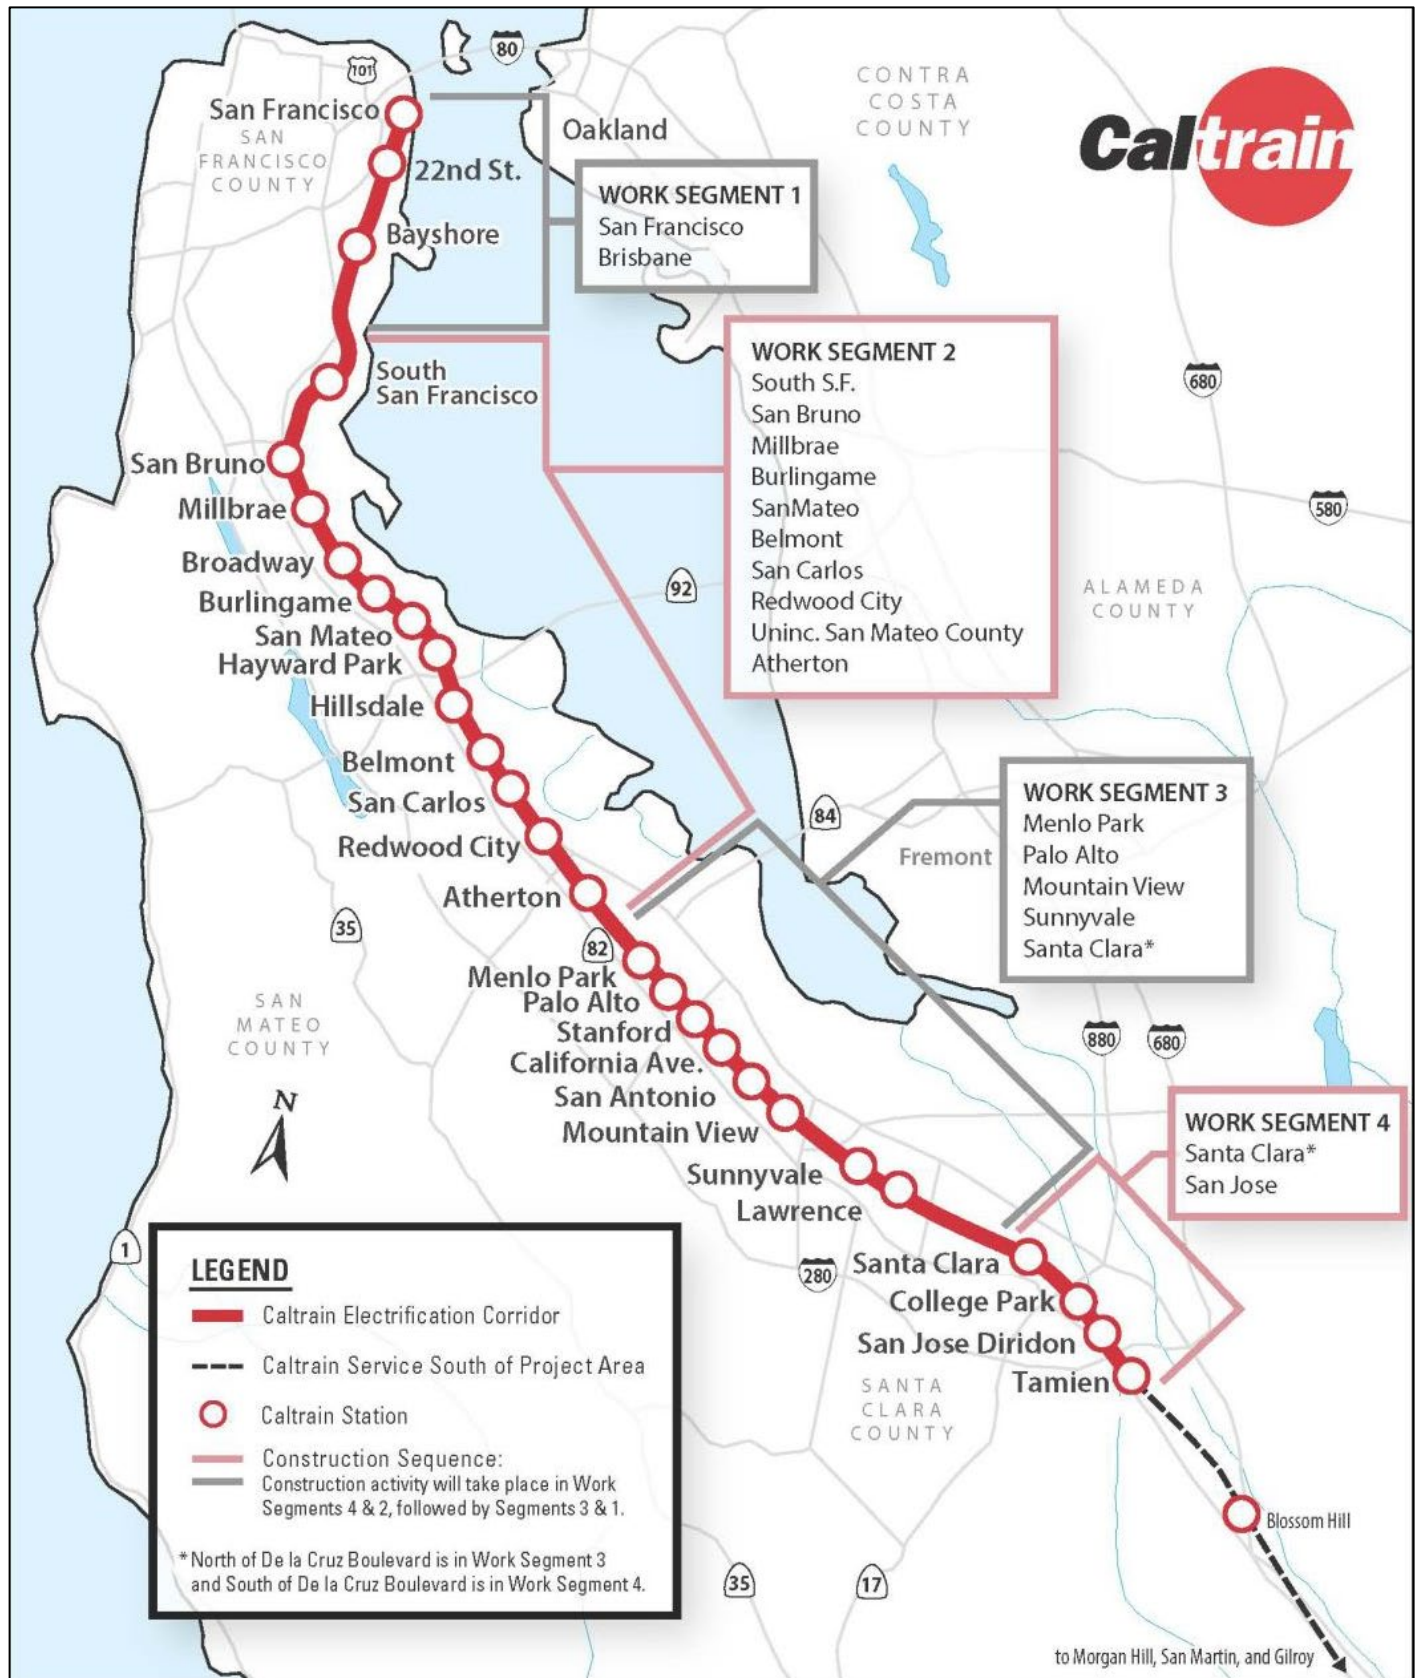 80
101
CONTRA
COSTA
COUNTY
Caltrain
San Francisco
SAN
FRANCISCO
COUNTY
Oakland
22nd St.
WORK SEGMENT 1
San Francisco
Brisbane
Bayshore
WORK SEGMENT 2
South S.F.
San Bruno
Millbrae
Burlingame
SanMateo
Belmont
San Carlos
Redwood City
Uninc. San Mateo County
Atherton
South
San Francisco
680
San Bruno
Millbrae
580
Broadway
Burlingame
San Mateo
Hayward Park
92
ALAMEDA
COUNTY
Hillsdale
Belmont
San Carlos
Redwood City
Atherton
84
Fremont
WORK SEGMENT 3
Menlo Park
Palo Alto
Mountain View
Sunnyvale
Santa Clara*
35
82
Menlo Park
Palo Alto
Stanford
California Ave.
San Antonio
Mountain View
SAN
MATEO
COUNTY
880
680
N
WORK SEGMENT 4
Santa Clara*
San Jose
Sunnyvale
Lawrence
1
280
Santa Clara
College Park
San Jose Diridon
Tamien
SANTA
CLARA
COUNTY
LEGEND
Caltrain Electrification Corridor
Caltrain Service South of Project Area
Caltrain Station
Construction Sequence:
Construction activity will take place in Work
Segments 4 & 2, followed by Segments 3 & 1.
* North of De la Cruz Boulevard is in Work Segment 3
and South of De la Cruz Boulevard is in Work Segment 4.
Blossom Hill
35
17
to Morgan Hill, San Martin, and Gilroy